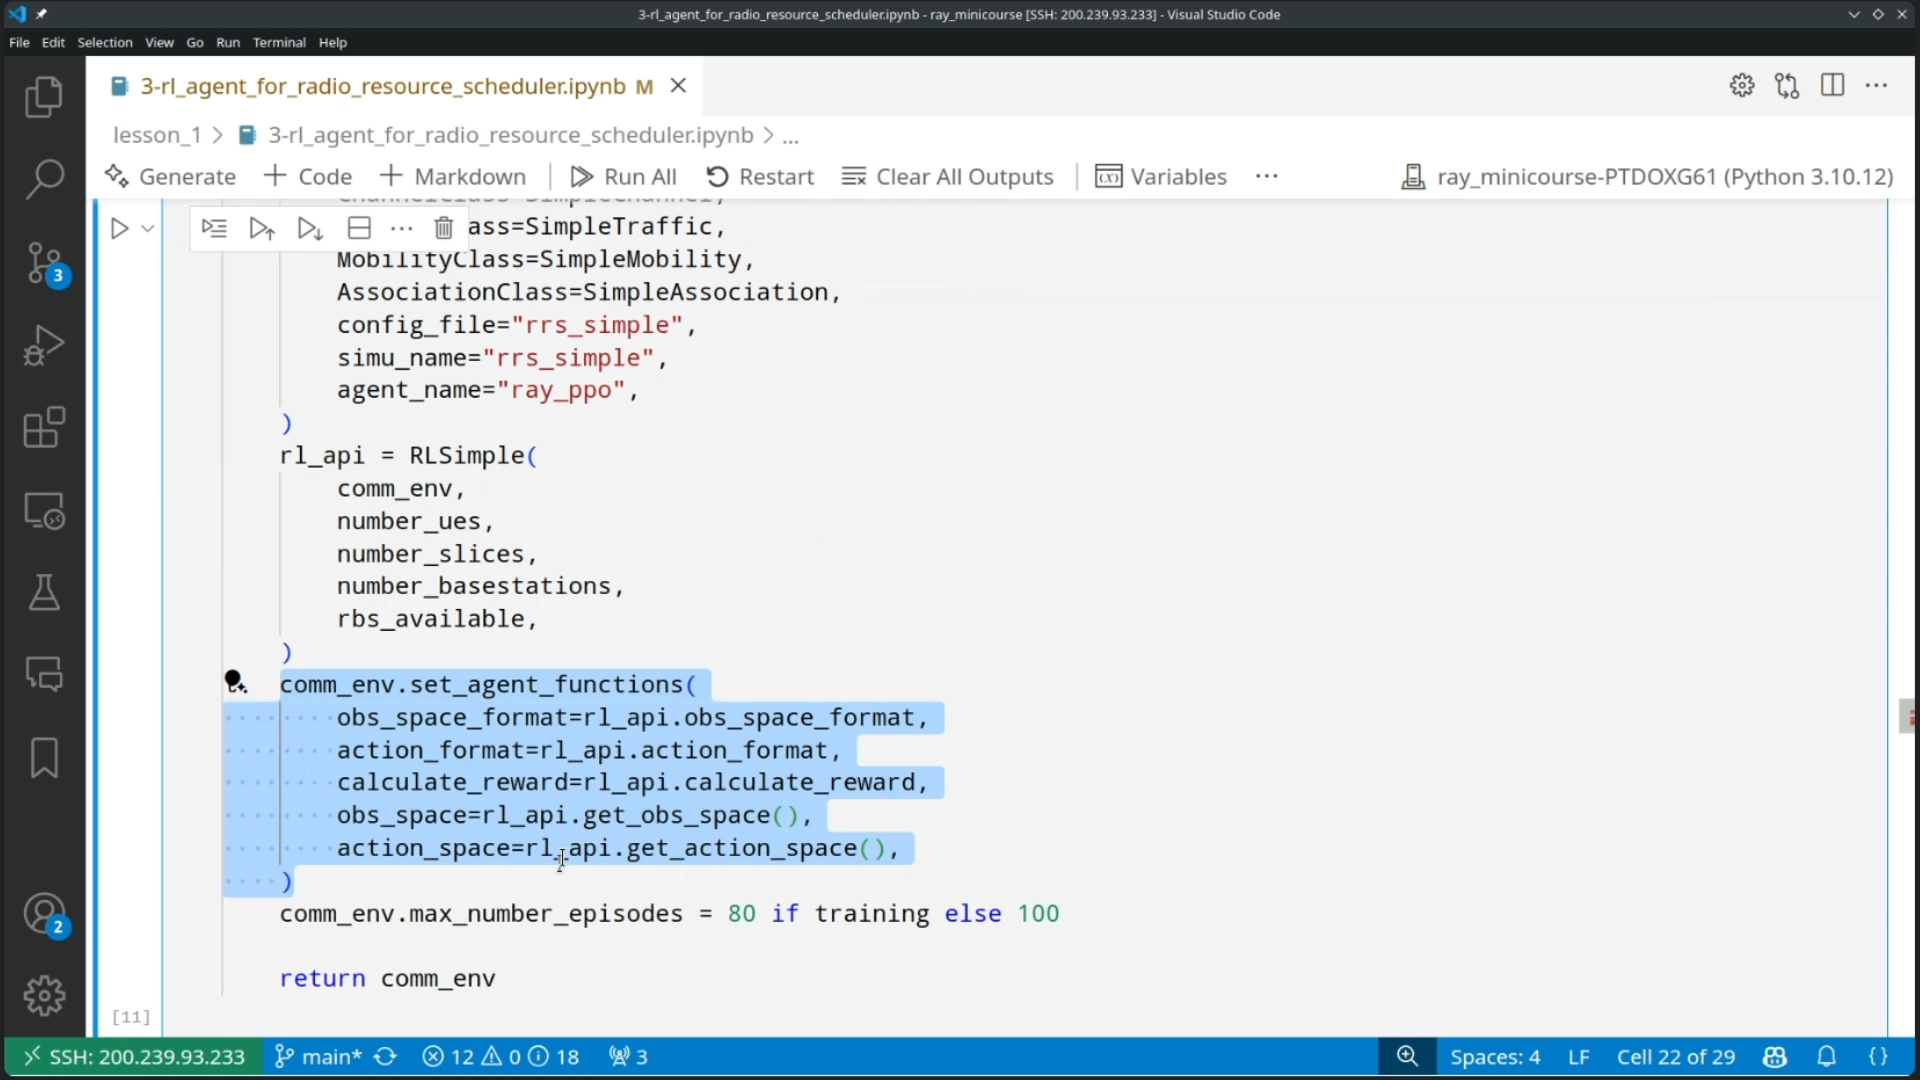 3-rl_agent_for_radio_resource_scheduler.ipynb - ray_minicourse [SSH: 200.239.93.233] - Visual Studio Code
File Edit Selection View Go Run Terminal Help
3-rl_agent_for_radio_resource_scheduler.ipynb M
lesson_1 > 3-rl_agent_for_radio_resource_scheduler.ipynb > ...
Generate + Code + Markdown Run All Restart Clear All Outputs Variables ... ray_minicourse-PTDOXG61 (Python 3.10.12)
ChannelClass=SimpleChannel,
ass=SimpleTraffic,
MobilityClass=SimpleMobility,
AssociationClass=SimpleAssociation,
config_file="rrs_simple",
simu_name="rrs_simple",
agent_name="ray_ppo",
)
rl_api = RLSimple(
comm_env,
number_ues,
number_slices,
number_basestations,
rbs_available,
)
comm_env.set_agent_functions(
obs_space_format=rl_api.obs_space_format,
action_format=rl_api.action_format,
calculate_reward=rl_api.calculate_reward,
obs_space=rl_api.get_obs_space(),
action_space=rl_api.get_action_space(),
)
comm_env.max_number_episodes = 80 if training else 100
return comm_env
[11]
3
2
SSH: 200.239.93.233 main* 12 0 18 3 Spaces: 4 LF Cell 22 of 29 {}